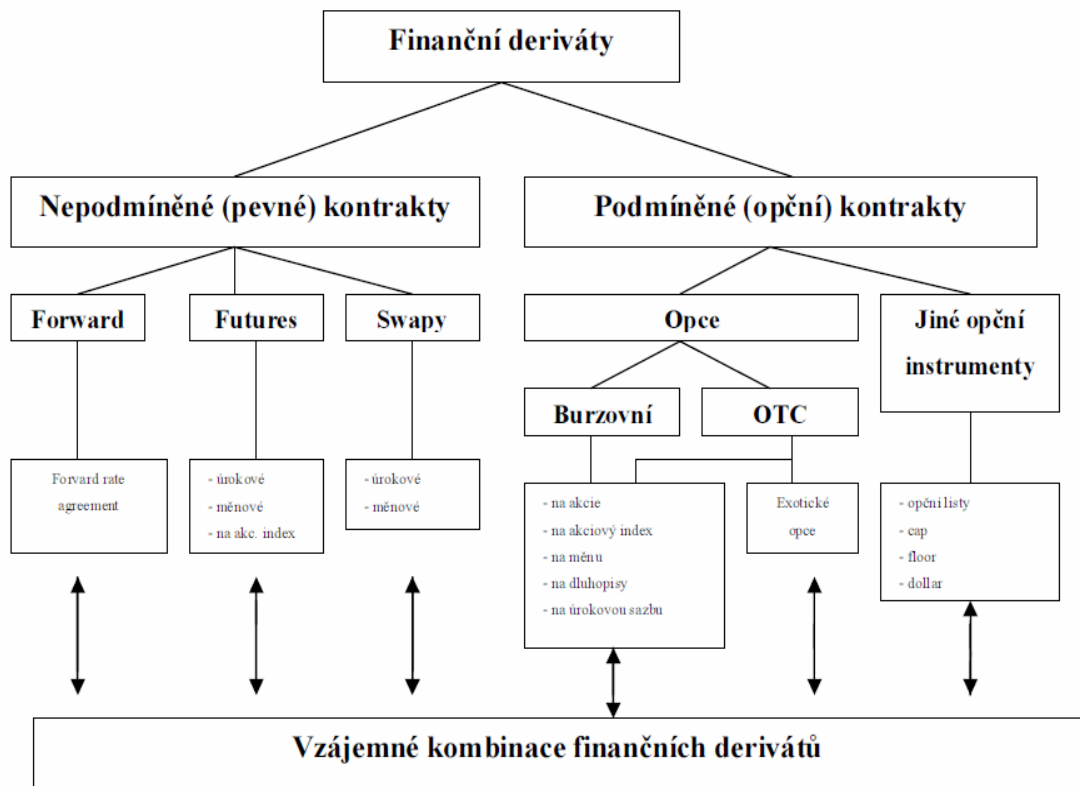 Finanční deriváty
Nepodmíněné (pevné) kontrakty
Podmíněné (opční) kontrakty
Forward
Futures
Swapy
Opce
Jiné opční
instrumenty
Burzovní
OTC
Forvard rate
agreement
- úrokové
- měnové
- na akc. index
- úrokové
- měnové
- na akcie
- na akciový index
- na měnu
- na dluhopisy
- na úrokovou sazbu
Exotické
opce
- opční listy
- cap
- floor
- dollar
Vzájemné kombinace finančních derivátů